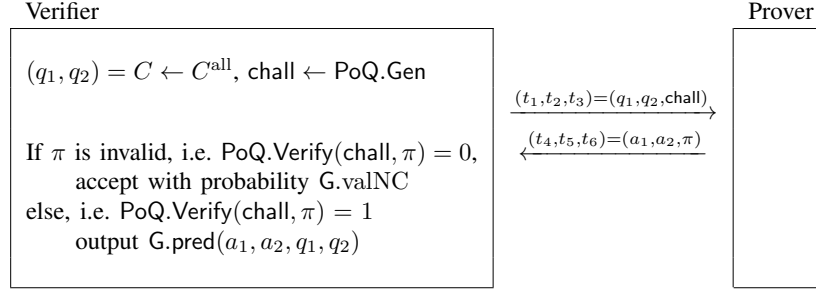 Verifier
Prover
(q₁, q₂) = C ← Cᵃˡˡ, chall ← PoQ.Gen
(t₁,t₂,t₃)=(q₁,q₂,chall)
(t₄,t₅,t₆)=(a₁,a₂,π)
If π is invalid, i.e. PoQ.Verify(chall, π) = 0,
accept with probability G.valNC
else, i.e. PoQ.Verify(chall, π) = 1
output G.pred(a₁, a₂, q₁, q₂)